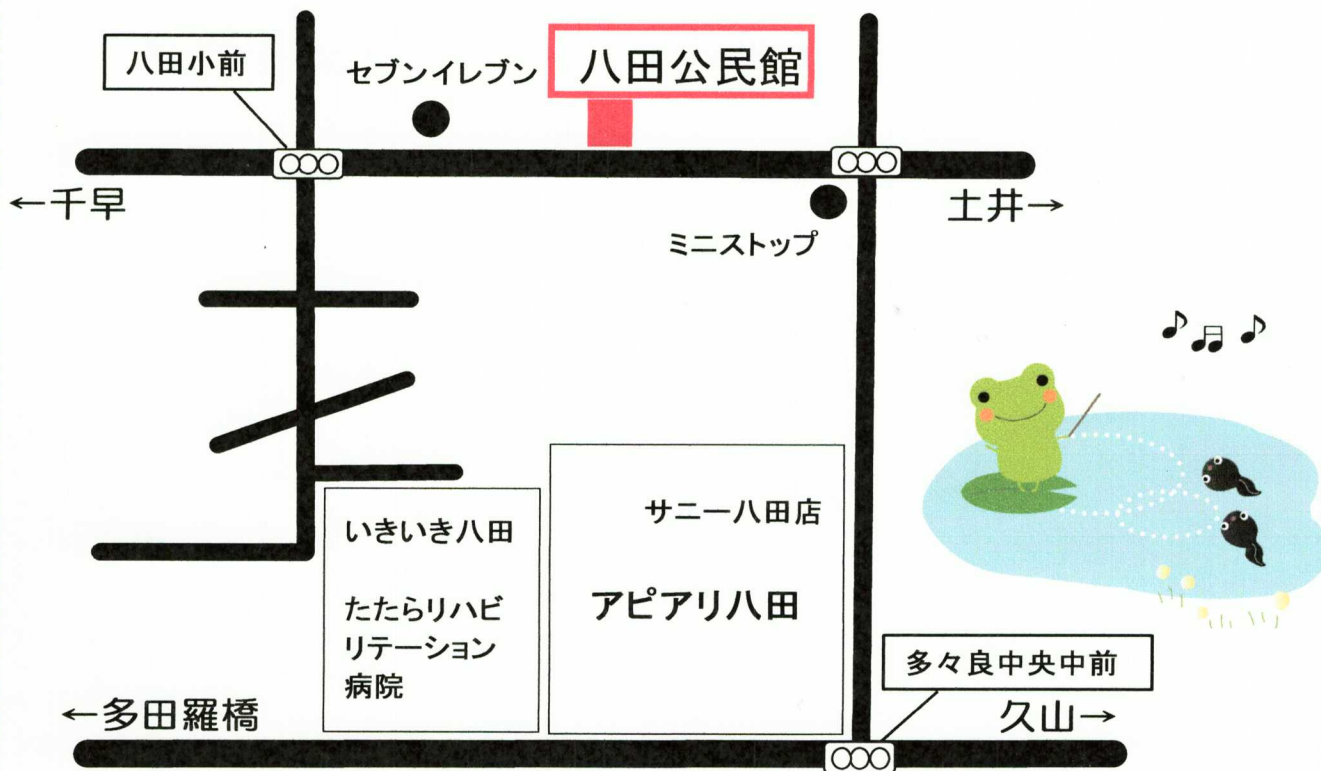 八田小前
セブンイレブン
八田公民館
←千早
土井→
ミニストップ
サニー八田店
いきいき八田
アピアリ八田
たたらリハビ
リテーション
病院
多々良中央中前
←多田羅橋
久山→